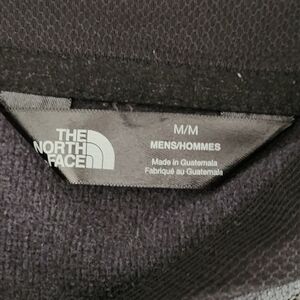 THE
NORTH
FACE
M/M
MENS/HOMMES
Made in Guatemala
Fabriqué au Guatemala